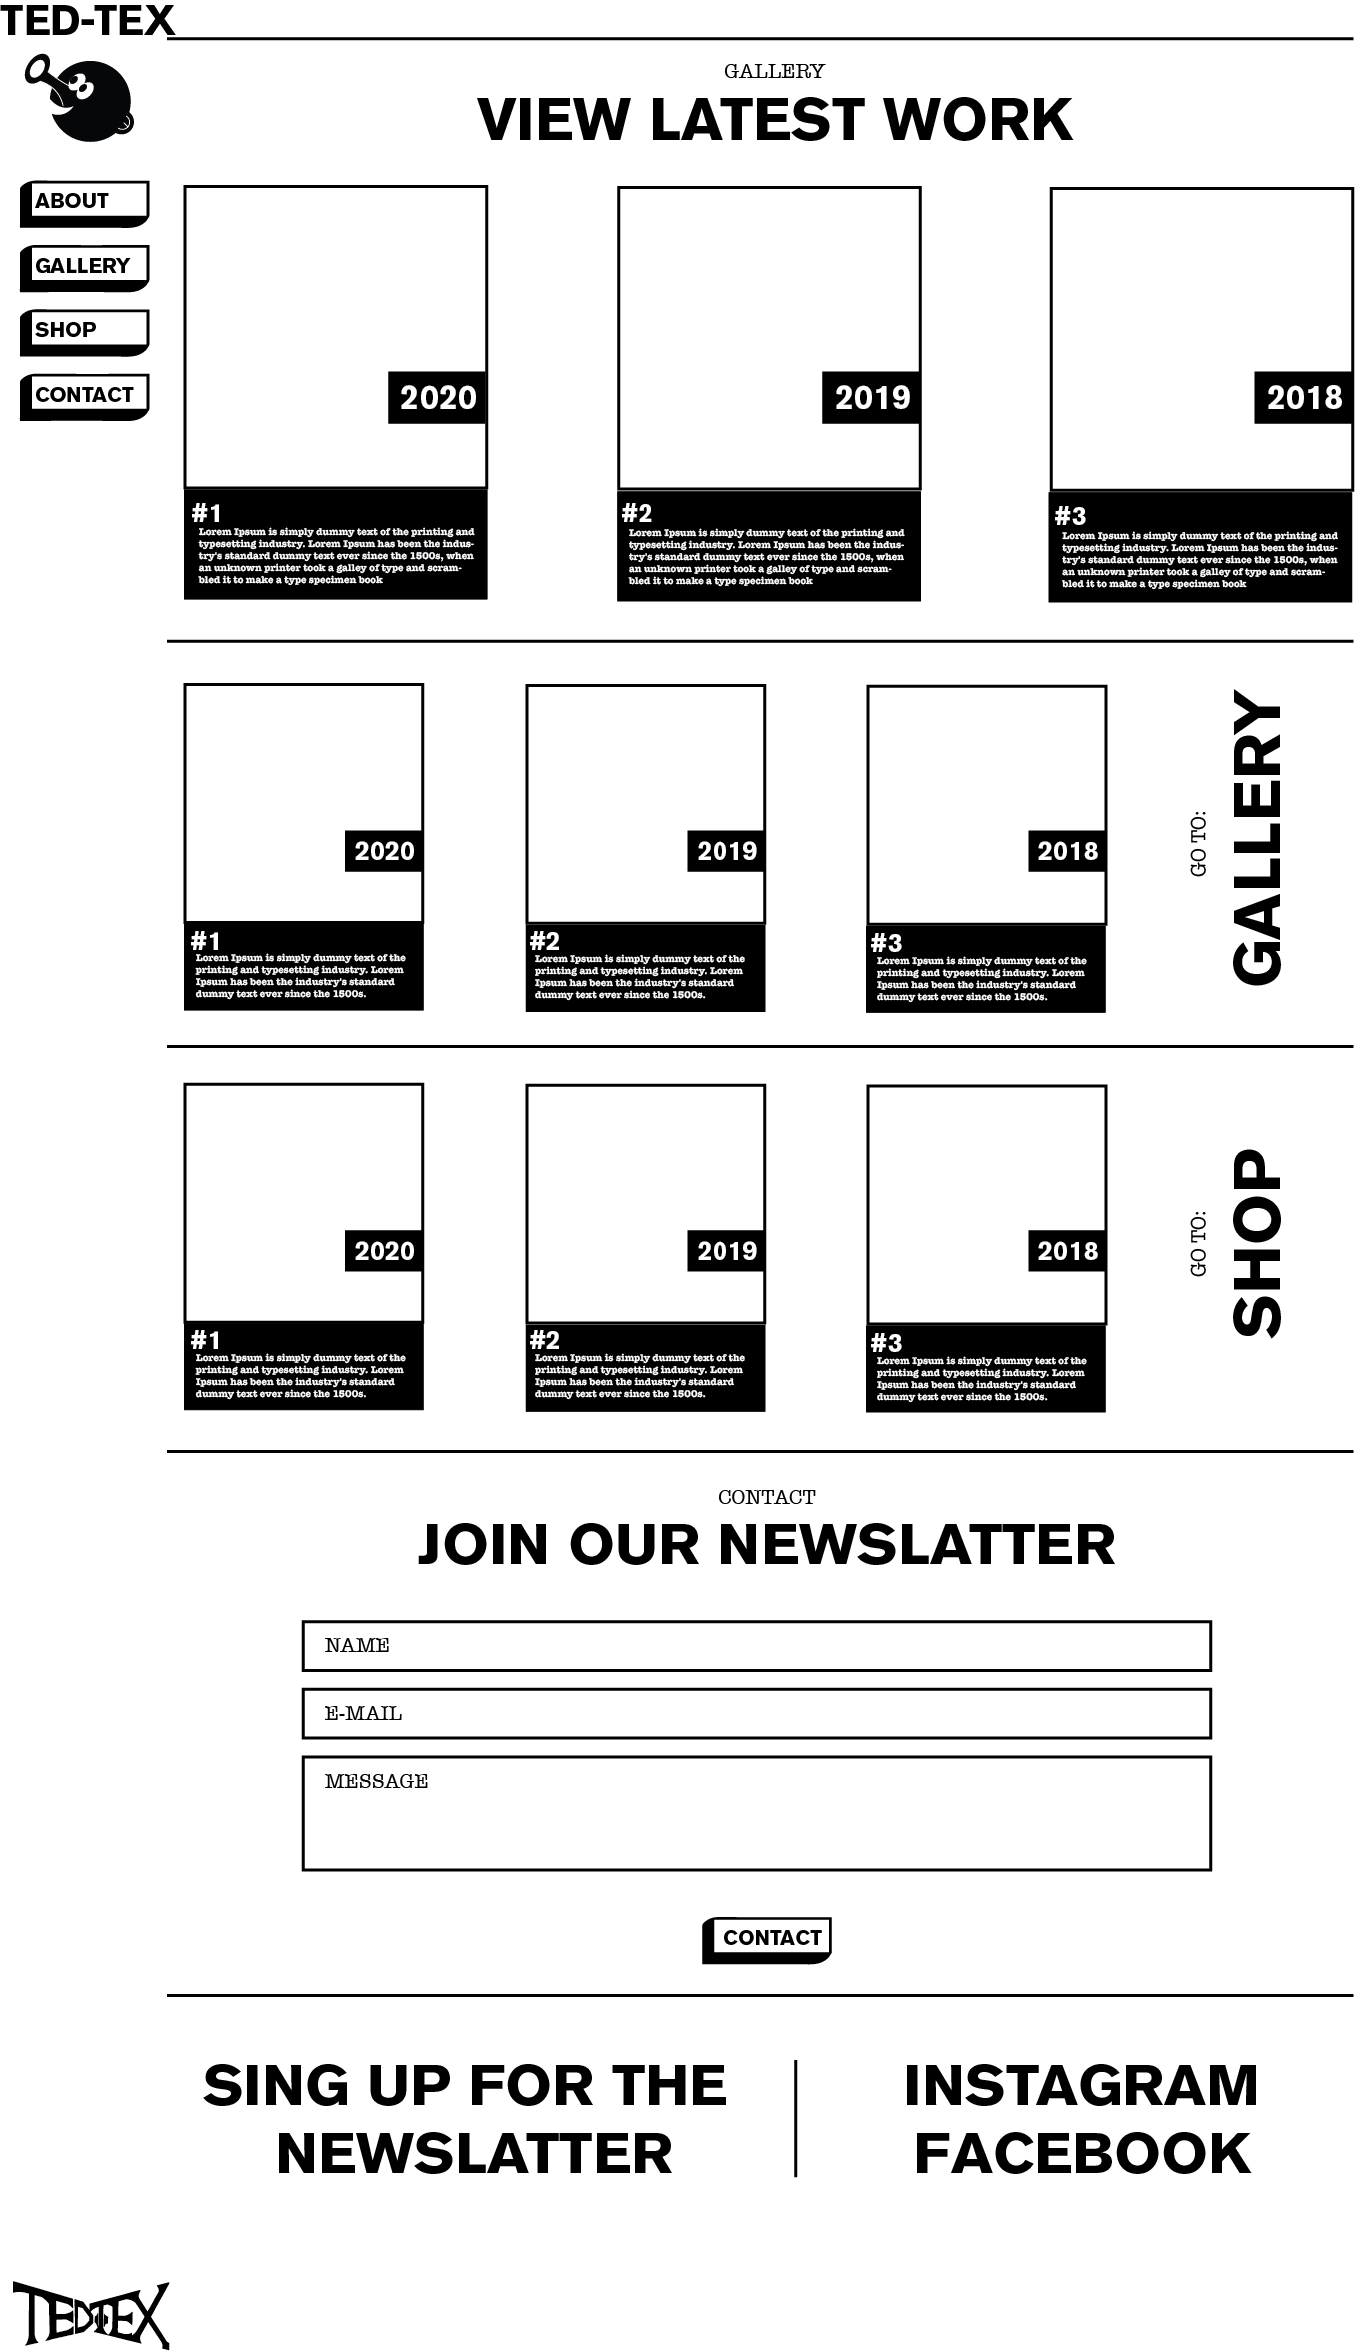 TED-TEX
ABOUT
GALLERY
SHOP
CONTACT
GALLERY
VIEW LATEST WORK
2020
#1
Lorem Ipsum is simply dummy text of the printing and
typesetting industry. Lorem Ipsum has been the indus-
try's standard dummy text ever since the 1500s, when
an unknown printer took a galley of type and scram-
bled it to make a type specimen book
2019
#2
Lorem Ipsum is simply dummy text of the printing and
typesetting industry. Lorem Ipsum has been the indus-
try's standard dummy text ever since the 1500s, when
an unknown printer took a galley of type and scram-
bled it to make a type specimen book
2018
#3
Lorem Ipsum is simply dummy text of the printing and
typesetting industry. Lorem Ipsum has been the indus-
try's standard dummy text ever since the 1500s, when
an unknown printer took a galley of type and scram-
bled it to make a type specimen book
2020
#1
Lorem Ipsum is simply dummy text of the
printing and typesetting industry. Lorem
Ipsum has been the industry's standard
dummy text ever since the 1500s.
2019
#2
Lorem Ipsum is simply dummy text of the
printing and typesetting industry. Lorem
Ipsum has been the industry's standard
dummy text ever since the 1500s.
2018
#3
Lorem Ipsum is simply dummy text of the
printing and typesetting industry. Lorem
Ipsum has been the industry's standard
dummy text ever since the 1500s.
GO TO:
GALLERY
2020
#1
Lorem Ipsum is simply dummy text of the
printing and typesetting industry. Lorem
Ipsum has been the industry's standard
dummy text ever since the 1500s.
2019
#2
Lorem Ipsum is simply dummy text of the
printing and typesetting industry. Lorem
Ipsum has been the industry's standard
dummy text ever since the 1500s.
2018
#3
Lorem Ipsum is simply dummy text of the
printing and typesetting industry. Lorem
Ipsum has been the industry's standard
dummy text ever since the 1500s.
GO TO:
SHOP
CONTACT
JOIN OUR NEWSLATTER
NAME
E-MAIL
MESSAGE
CONTACT
SING UP FOR THE
NEWSLATTER
INSTAGRAM
FACEBOOK
TED-TEX